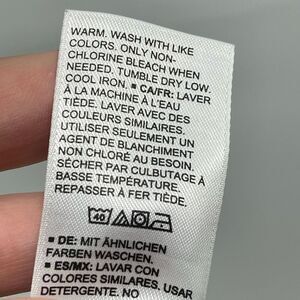 WARM. WASH WITH LIKE
COLORS. ONLY NON-
CHLORINE BLEACH WHEN
NEEDED. TUMBLE DRY LOW.
COOL IRON. ■ CA/FR: LAVER
À LA MACHINE À L'EAU
TIÈDE. LAVER AVEC DES
COULEURS SIMILAIRES.
UTILISER SEULEMENT UN
AGENT DE BLANCHIMENT
NON CHLORÉ AU BESOIN.
SÉCHER PAR CULBUTAGE À
BASSE TEMPÉRATURE.
REPASSER À FER TIÈDE.
40
■ DE: MIT ÄHNLICHEN
FARBEN WASCHEN.
■ ES/MX: LAVAR CON
COLORES SIMILARES. USAR
DETERGENTE. NO